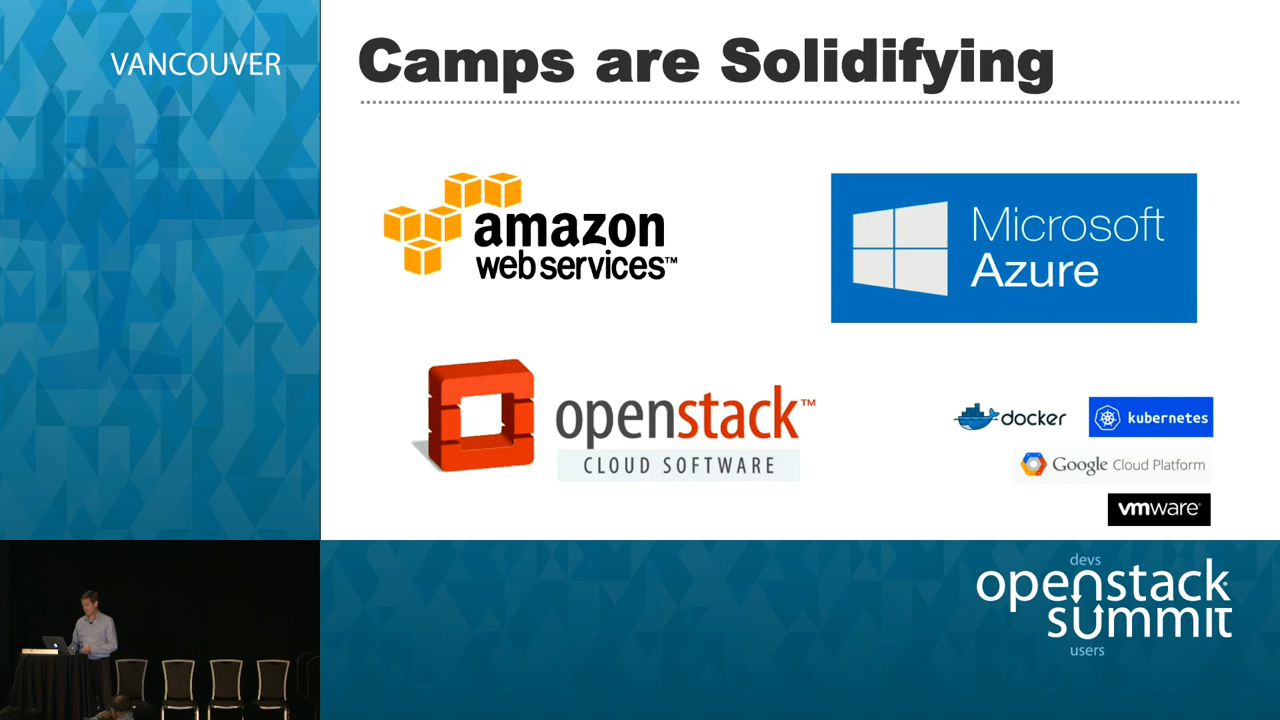 VANCOUVER
Camps are Solidifying
amazon
web services™
Microsoft
Azure
openstack™
CLOUD SOFTWARE
docker
kubernetes
Google Cloud Platform
vmware®
devs
openstack®
summit
users